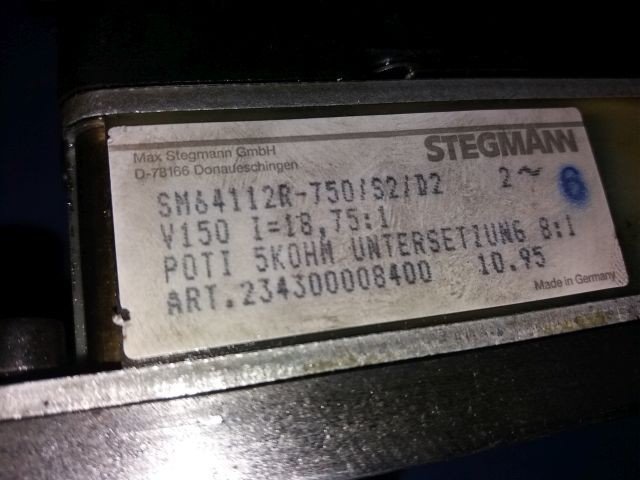 Max Stegmann GmbH
D-78166 Donaueschingen
STEGMANN
SM64112R-750/S2/D2 2~ 6
V150 I=18,75:1
POTI 5KOHM UNTERSETIUNG 8:1
ART.234300008400 10.95
Made in Germany